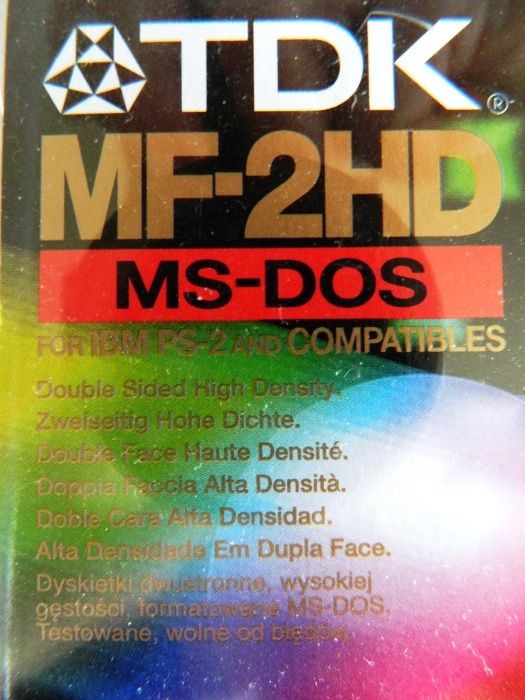 TDK®
MF-2HD
MS-DOS
FOR IBM PS-2 AND COMPATIBLES
Double Sided High Density.
Zweiseitig Hohe Dichte.
Double Face Haute Densité.
Doppia Faccia Alta Densità.
Doble Cara Alta Densidad.
Alta Densidade Em Dupla Face.
Dyskietki dwustronne, wysokiej
gęstości, formatowane MS-DOS.
Testowane, wolne od błędów.